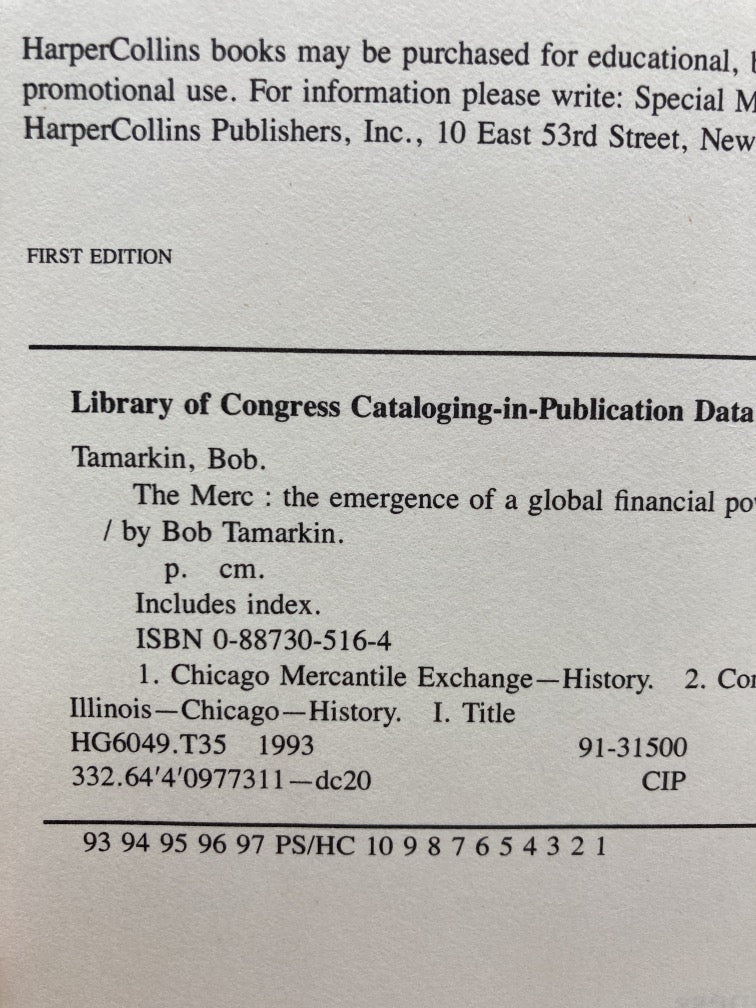 HarperCollins books may be purchased for educational,
promotional use. For information please write: Special
HarperCollins Publishers, Inc., 10 East 53rd Street, New
FIRST EDITION
Library of Congress Cataloging-in-Publication Data
Tamarkin, Bob.
The Merc : the emergence of a global financial
/ by Bob Tamarkin.
p. cm.
Includes index.
ISBN 0-88730-516-4
1. Chicago Mercantile Exchange—History. 2.
Illinois—Chicago—History. I. Title
HG6049.T35 1993 91-31500
332.64'4'0977311—dc20 CIP
93 94 95 96 97 PS/HC 10 9 8 7 6 5 4 3 2 1